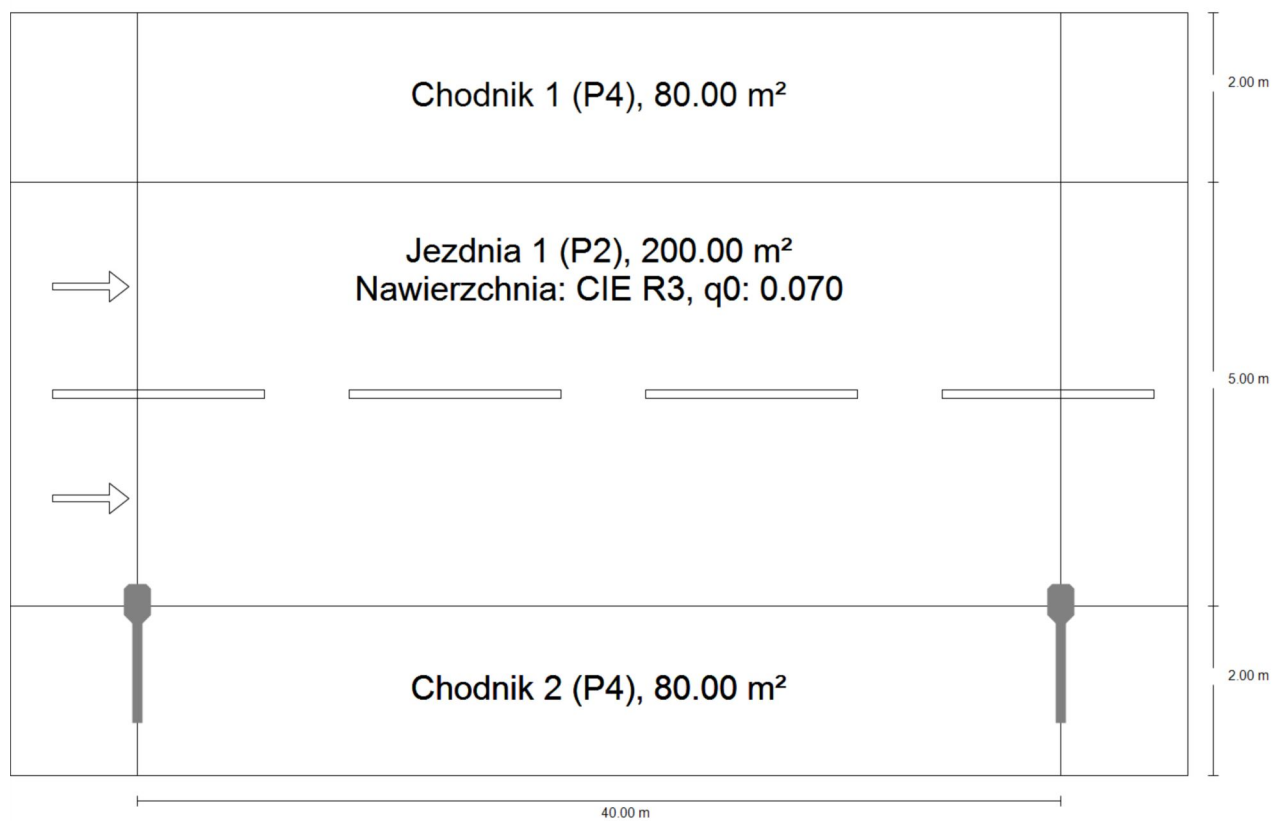 Chodnik 1 (P4), 80.00 m²
2.00 m
Jezdnia 1 (P2), 200.00 m²
Nawierzchnia: CIE R3, q0: 0.070
5.00 m
Chodnik 2 (P4), 80.00 m²
2.00 m
40.00 m